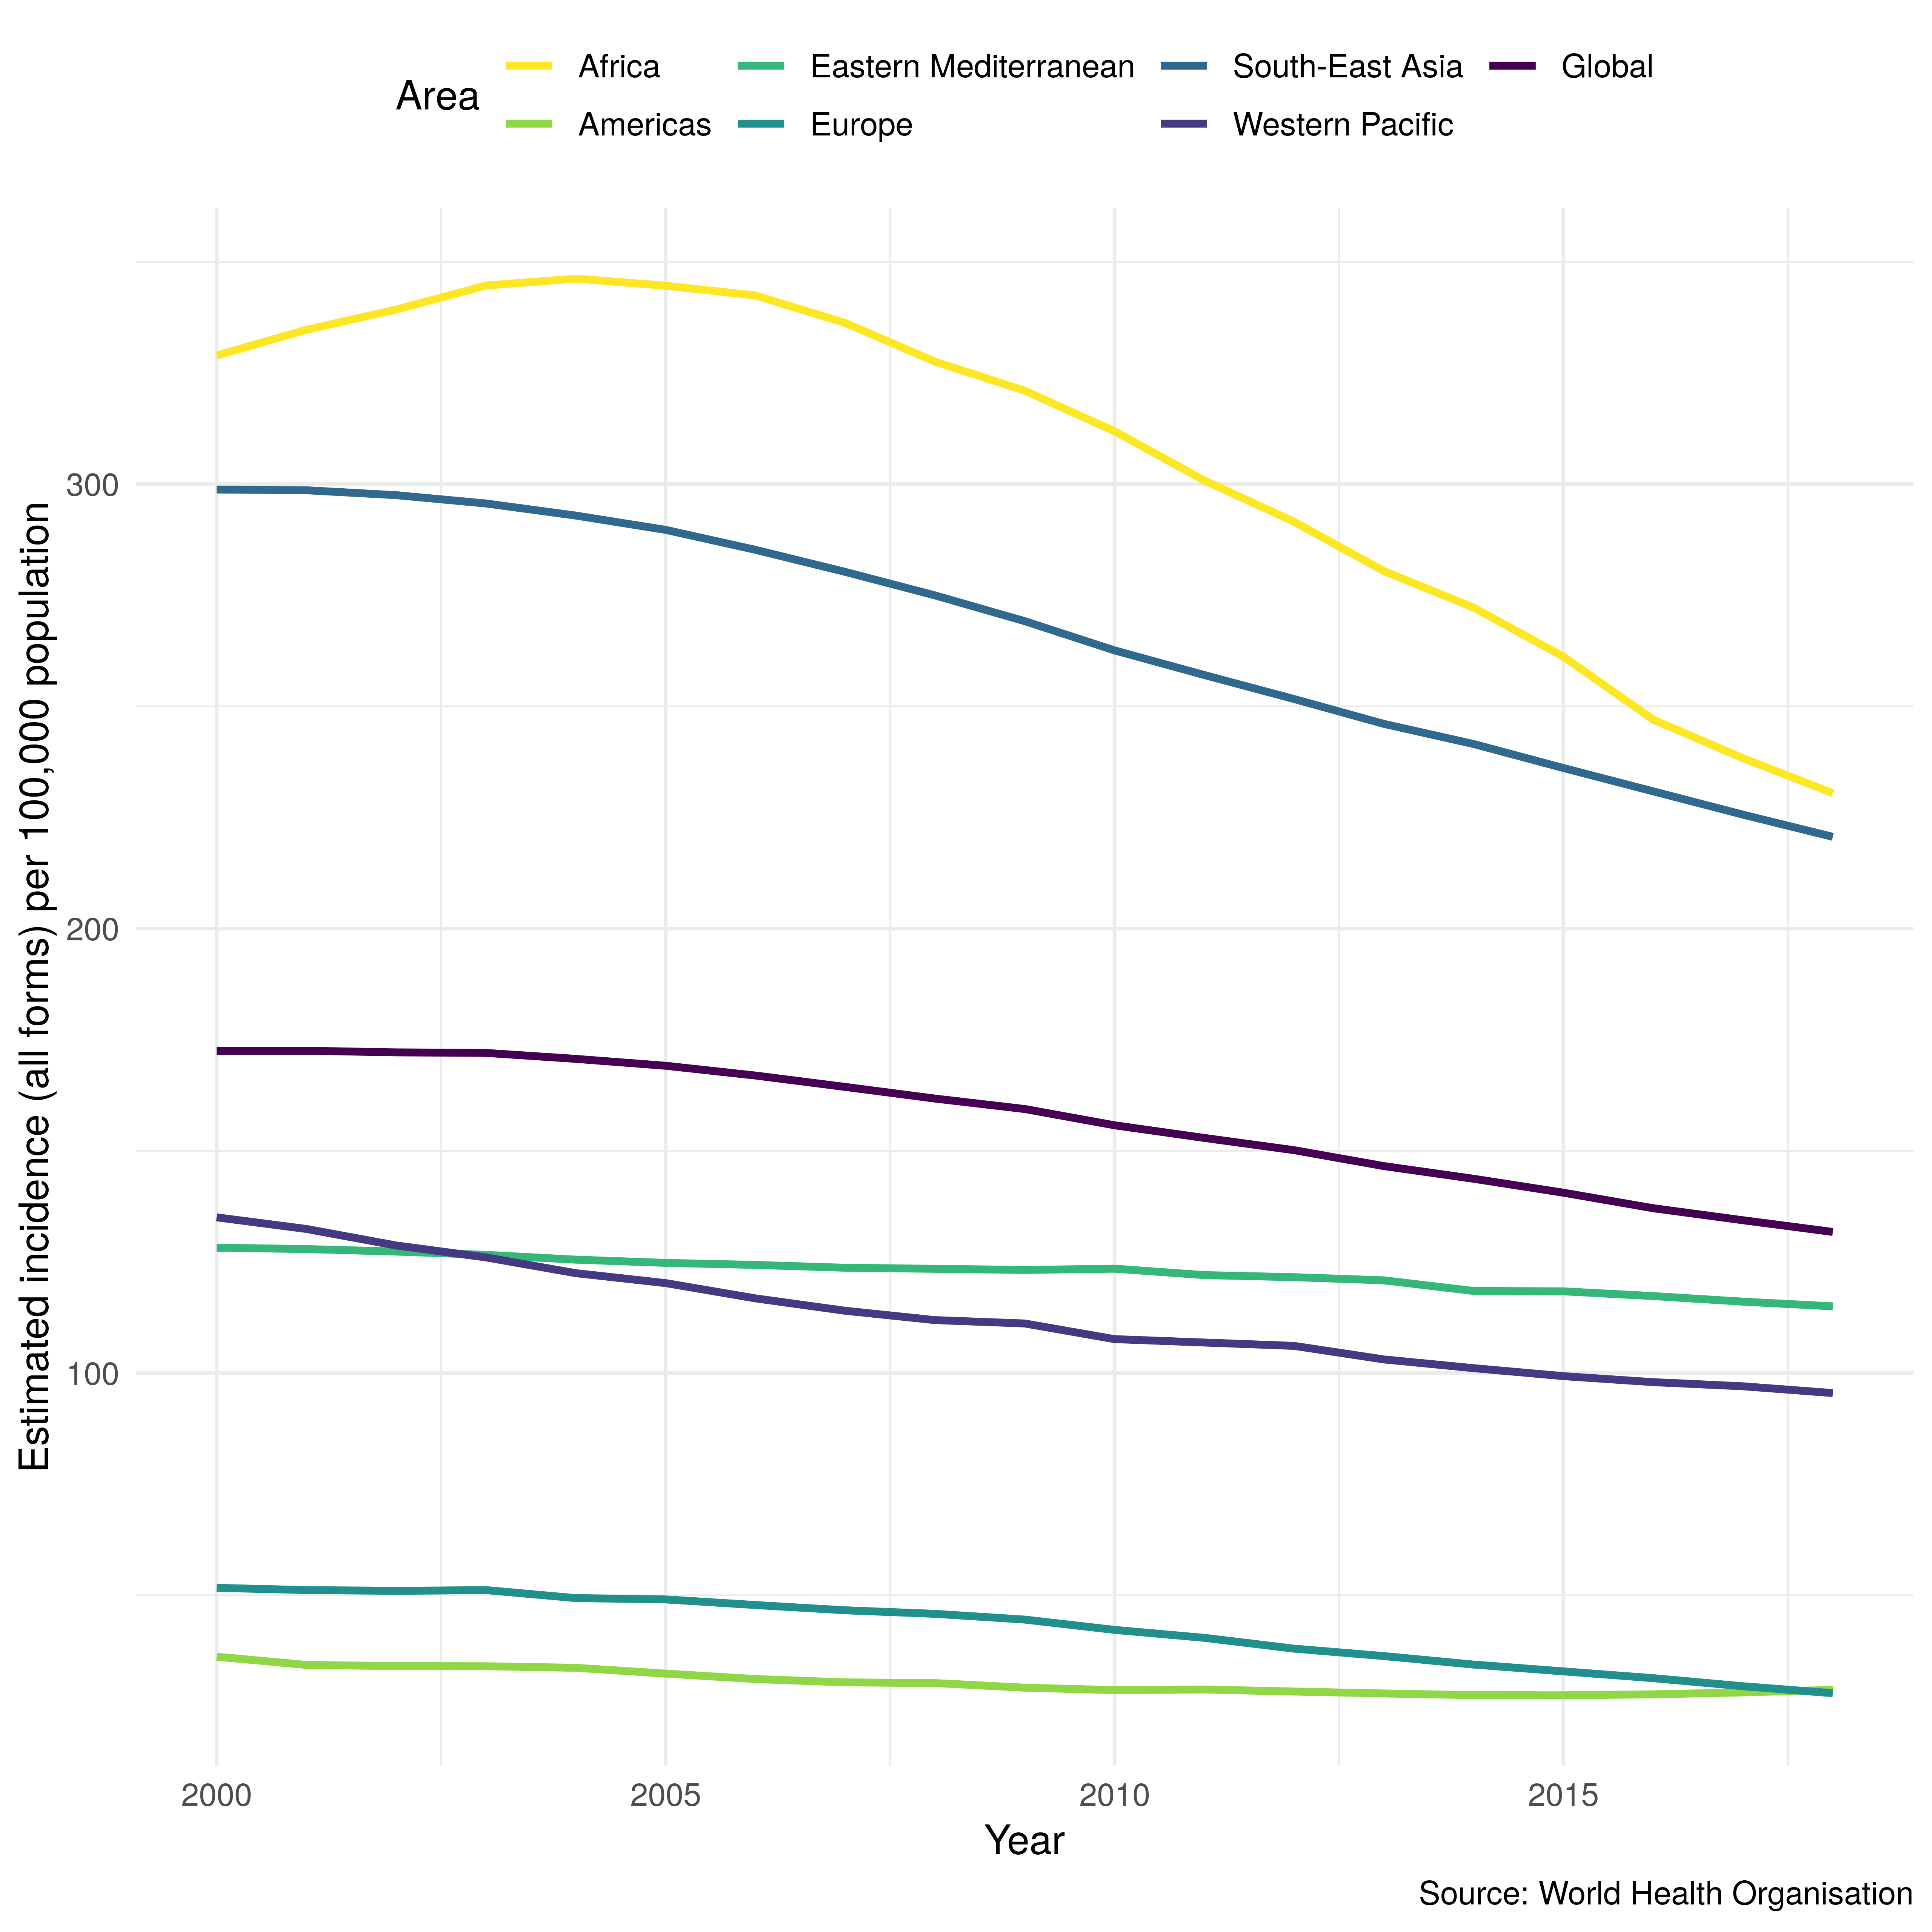 Area
Africa
Eastern Mediterranean
South-East Asia
Global
Americas
Europe
Western Pacific
Estimated incidence (all forms) per 100,000 population
300
200
100
2000
2005
2010
2015
Year
Source: World Health Organisation